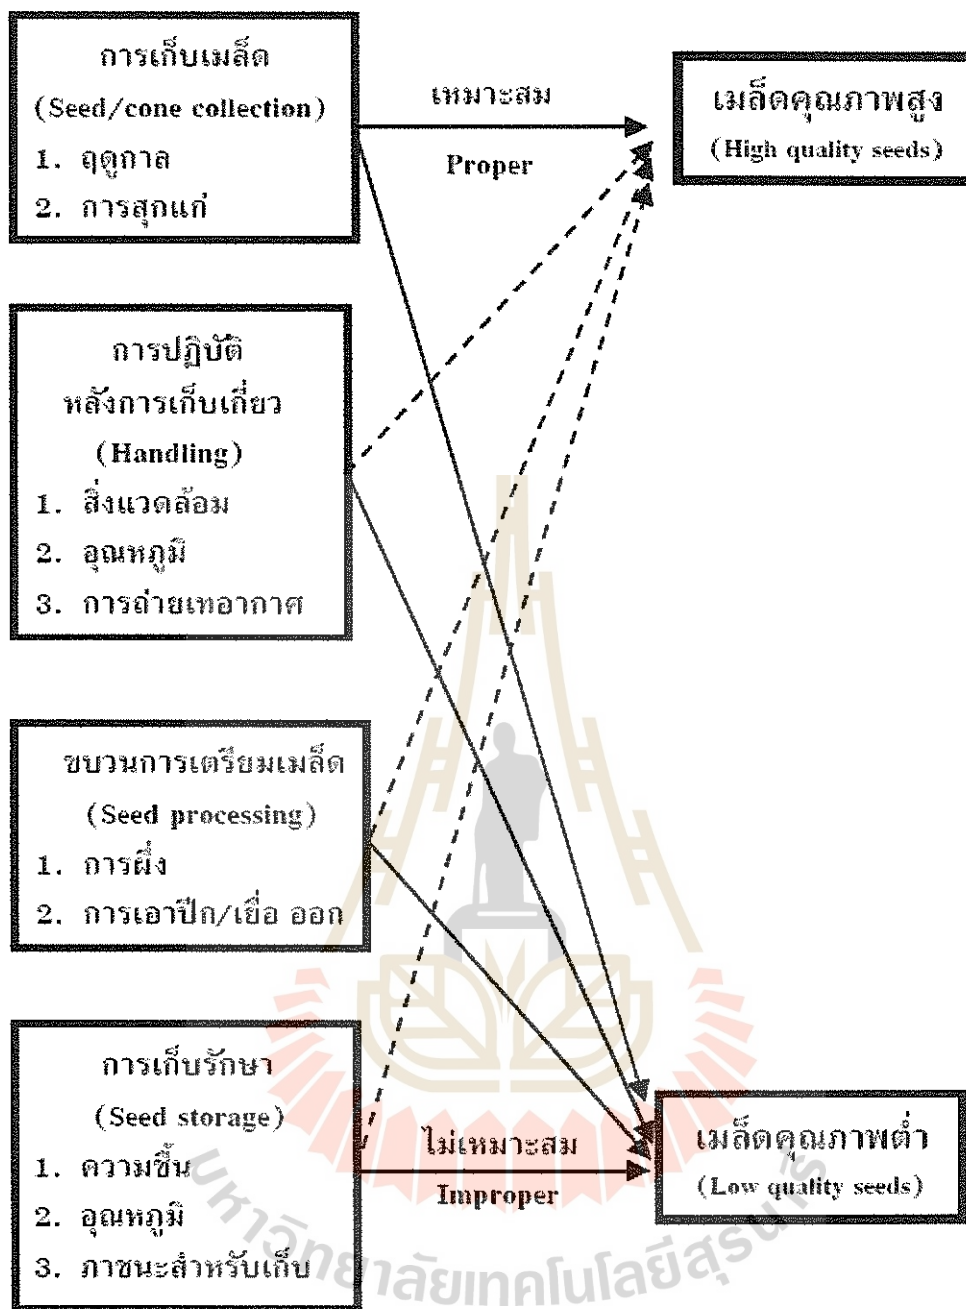 การเก็บเมล็ด
(Seed/cone collection)
1. ฤดูกาล
2. การสุกแก่
เหมาะสม
Proper
เมล็ดคุณภาพสูง
(High quality seeds)
การปฏิบัติ
หลังการเก็บเกี่ยว
(Handling)
1. สิ่งแวดล้อม
2. อุณหภูมิ
3. การถ่ายเทอากาศ
ขบวนการเตรียมเมล็ด
(Seed processing)
1. การผึ่ง
2. การเอาปีก/เยื่อ ออก
การเก็บรักษา
(Seed storage)
1. ความชื้น
2. อุณหภูมิ
3. ภาชนะสำหรับเก็บ
ไม่เหมาะสม
Improper
เมล็ดคุณภาพต่ำ
(Low quality seeds)
มหาวิทยาลัยเทคโนโลยีสุรนารี